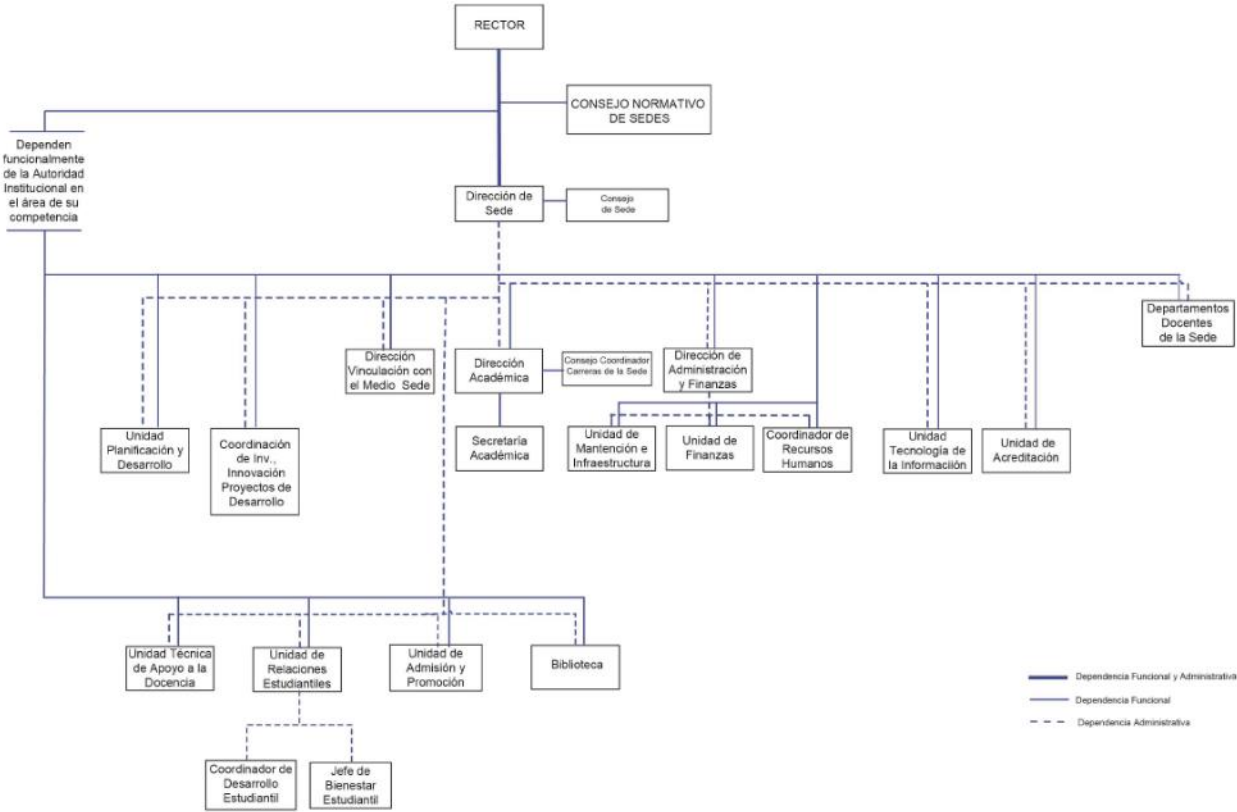 RECTOR
CONSEJO NORMATIVO
DE SEDES
Dependen
funcionalmente
de la Autoridad
Institucional en
el área de su
competencia
Dirección de
Sede
Consejo
de Sede
Departamentos
Docentes
de la Sede
Dirección
Vinculación con
el Medio Sede
Dirección
Académica
Consejo Coordinador
Carreras de la Sede
Dirección de
Administración
y Finanzas
Unidad
Planificación y
Desarrollo
Coordinación
de Inv.,
Innovación
Proyectos de
Desarrollo
Secretaría
Académica
Unidad de
Mantención e
Infraestructura
Unidad de
Finanzas
Coordinador de
Recursos
Humanos
Unidad
Tecnología de
la Informaciión
Unidad de
Acreditación
Unidad Técnica
de Apoyo a la
Docencia
Unidad de
Relaciones
Estudiantiles
Unidad de
Admisión y
Promoción
Biblioteca
Dependencia Funcional y Administrativa
Dependencia Funcional
Dependencia Administrativa
Coordinador de
Desarrollo
Estudiantil
Jefe de
Bienestar
Estudiantil